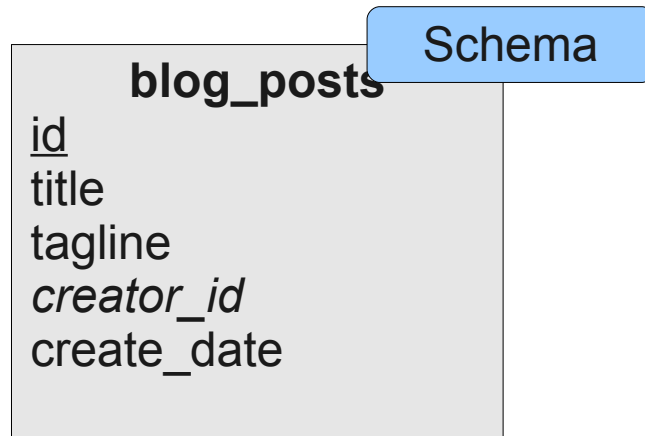 Schema
blog_posts
id
title
tagline
creator_id
create_date